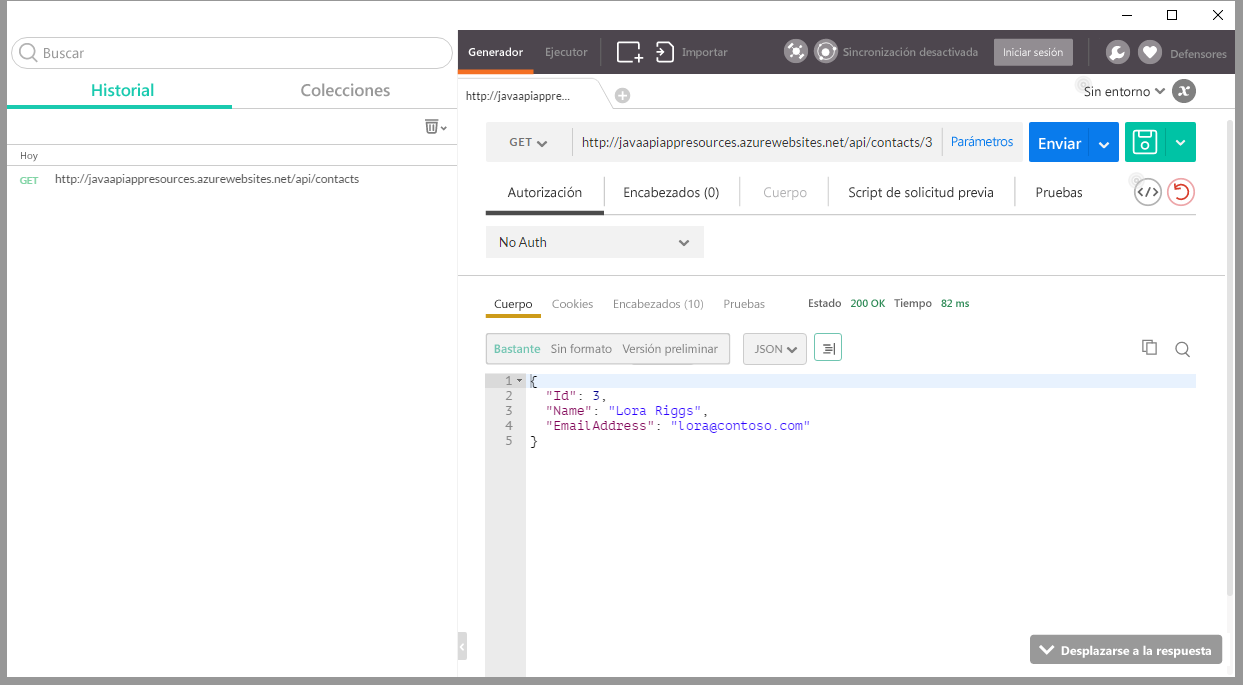 Buscar
Historial
Colecciones
Hoy
GET http://javaapiappresources.azurewebsites.net/api/contacts
Generador
Ejecutor
Importar
Sincronización desactivada
Iniciar sesión
Defensores
http://javaapiappre...
Sin entorno
x
GET
http://javaapiappresources.azurewebsites.net/api/contacts/3
Parámetros
Enviar
Autorización
Encabezados (0)
Cuerpo
Script de solicitud previa
Pruebas
</>
No Auth
Cuerpo
Cookies
Encabezados (10)
Pruebas
Estado 200 OK Tiempo 82 ms
Bastante
Sin formato
Versión preliminar
JSON
1 {
2 "Id": 3,
3 "Name": "Lora Riggs",
4 "EmailAddress": "lora@contoso.com"
5 }
Desplazarse a la respuesta